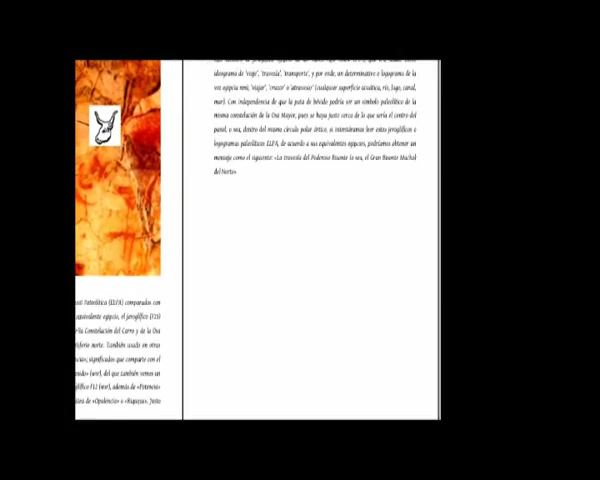 ideograma de 'viaje', 'travesía', 'transporte', y por ende, un determinativo o logograma de la
voz egipcia nmi; 'viajar', 'cruzar' o 'atravesar' (cualquier superficie acuática, río, lago, canal,
mar). Con independencia de que la pata de bóvido podría ser un símbolo paleolítico de la
misma constelación de la Osa Mayor, pues se haya justo cerca de lo que sería el centro del
panel, o sea, dentro del mismo círculo polar ártico, si intentáramos leer estos jeroglíficos o
logogramas paleolíticos ELPA, de acuerdo a sus equivalentes egipcios, podríamos obtener un
mensaje como el siguiente: «La travesía del Poderoso Bisonte (o sea, el Gran Bisonte Macho)
del Norte».
Paleolítica (ELPA) comparados con
equivalente egipcio, el jeroglífico (F25)
la Constelación del Carro y de la Osa
norte. También usado en otras
significados que comparte con el
(wsr), del que también vemos un
F12 (wsr), además de «Potencia»
de «Opulencia» o «Riqueza». Justo